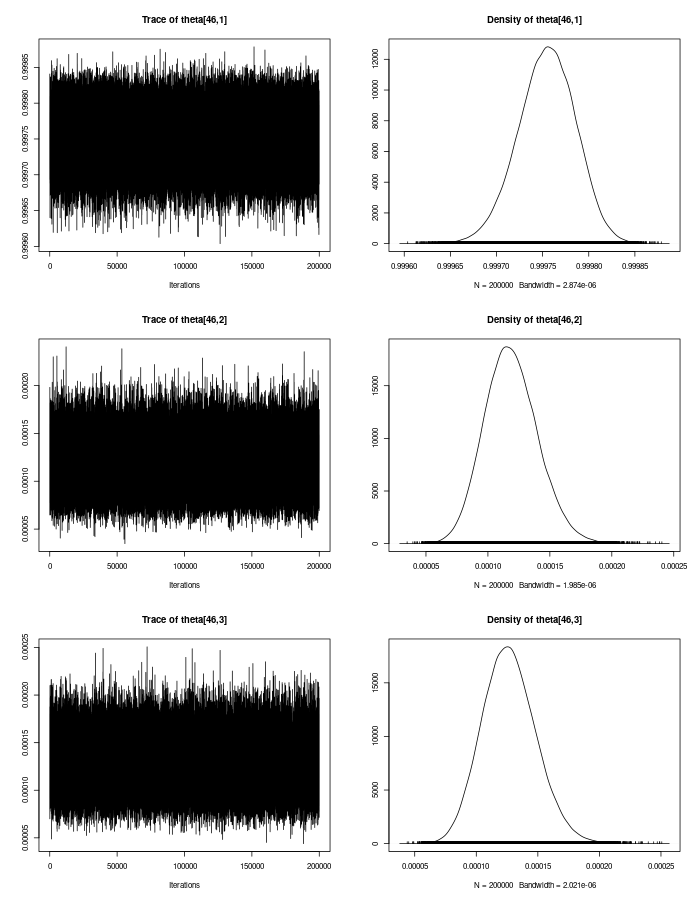 Trace of theta[46,1]
0.99960 0.99965 0.99970 0.99975 0.99980 0.99985
0 50000 100000 150000 200000
Iterations
Density of theta[46,1]
0 2000 4000 6000 8000 10000 12000
0.99960 0.99965 0.99970 0.99975 0.99980 0.99985
N = 200000 Bandwidth = 2.874e-06
Trace of theta[46,2]
0.00005 0.00010 0.00015 0.00020
0 50000 100000 150000 200000
Iterations
Density of theta[46,2]
0 5000 10000 15000
0.00005 0.00010 0.00015 0.00020 0.00025
N = 200000 Bandwidth = 1.985e-06
Trace of theta[46,3]
0.00005 0.00010 0.00015 0.00020 0.00025
0 50000 100000 150000 200000
Iterations
Density of theta[46,3]
0 5000 10000 15000
0.00005 0.00010 0.00015 0.00020 0.00025
N = 200000 Bandwidth = 2.021e-06